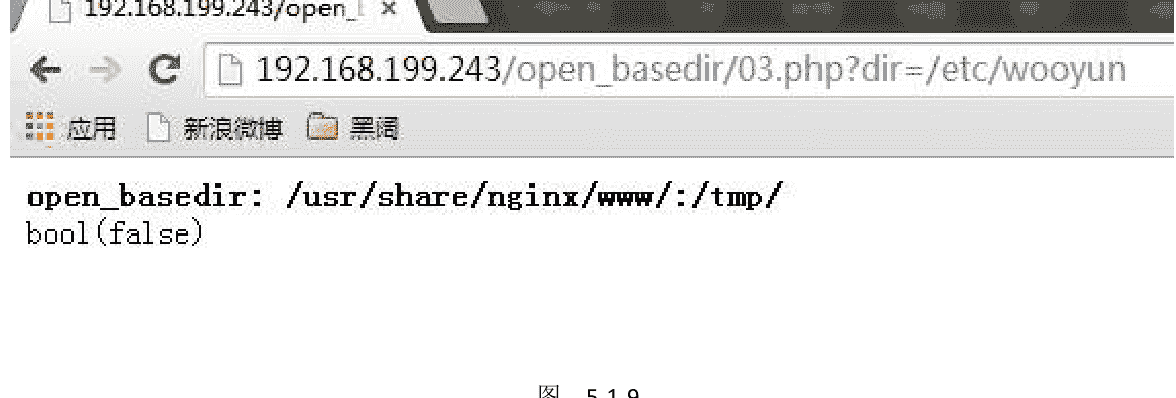 192.168.199.243/open_
192.168.199.243/open_basedir/03.php?dir=/etc/wooyun
应用 新浪微博 黑阔
open_basedir: /usr/share/nginx/www/:/tmp/
bool(false)
图 5.1.9